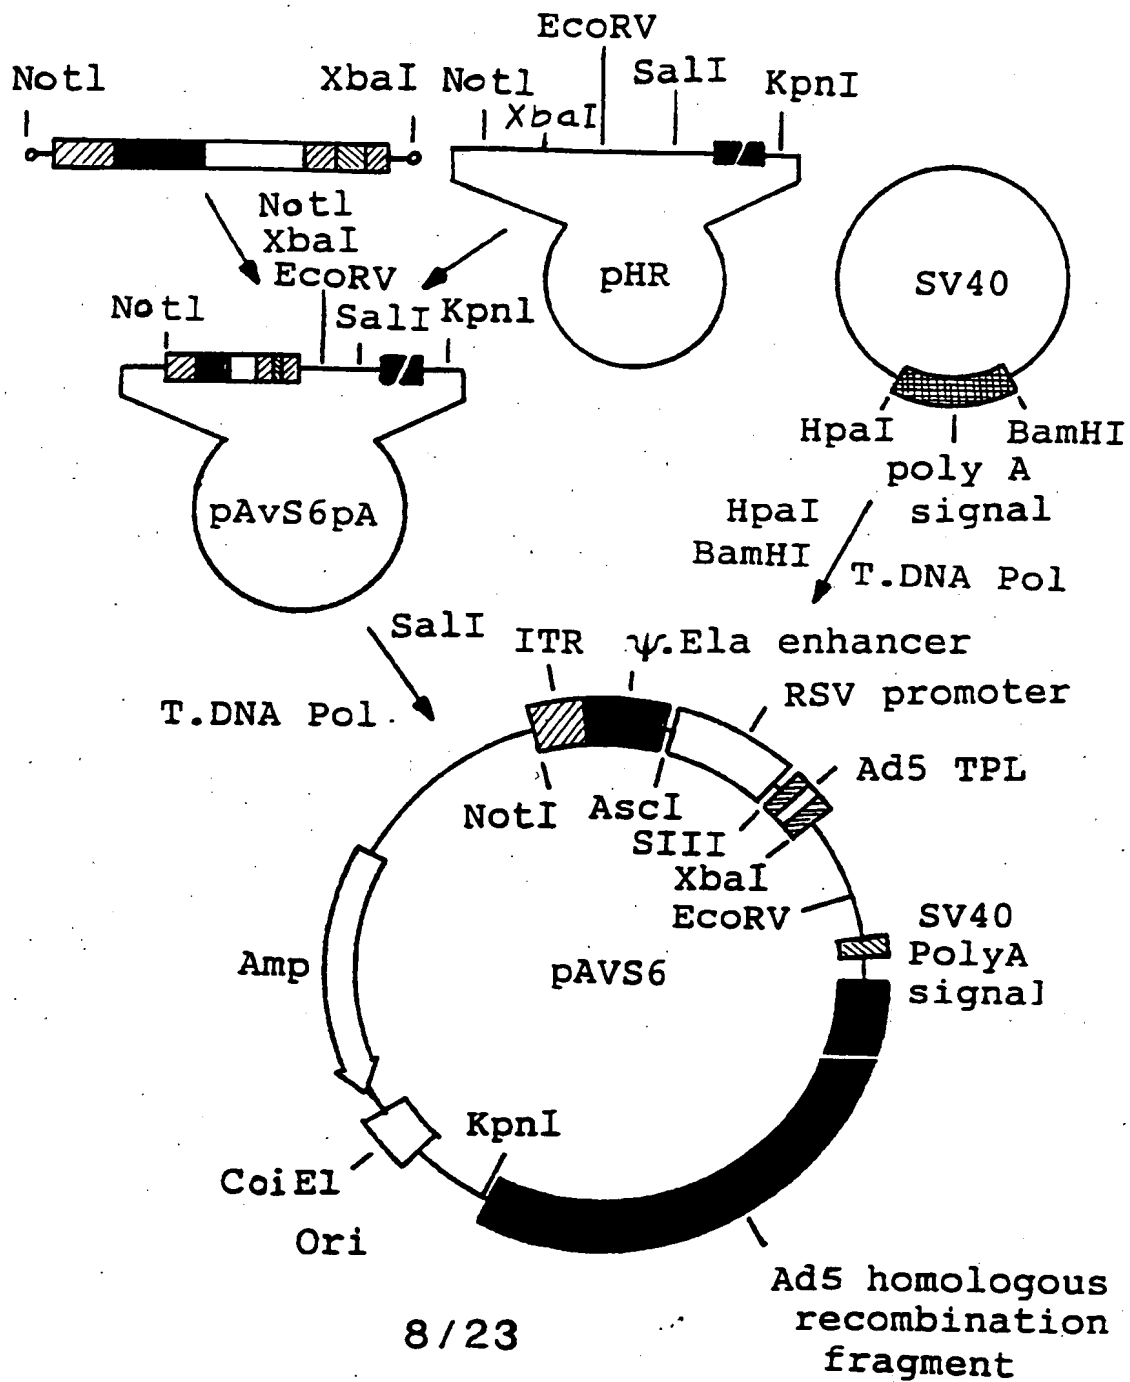 EcoRV
NotI
XbaI
NotI
SalI
KpnI
XbaI
NotI
XbaI
EcoRV
pHR
SV40
NotI
SalI
KpnI
HpaI
BamHI
poly A
signal
pAvS6pA
HpaI
BamHI
T.DNA Pol
SalI
T.DNA Pol.
ITR
ψ.Ela enhancer
RSV promoter
Ad5 TPL
NotI
AscI
SIII
XbaI
EcoRV
SV40
PolyA
signal
Amp
pAVS6
KpnI
CoiEl
Ori
Ad5 homologous
recombination
fragment
8/23